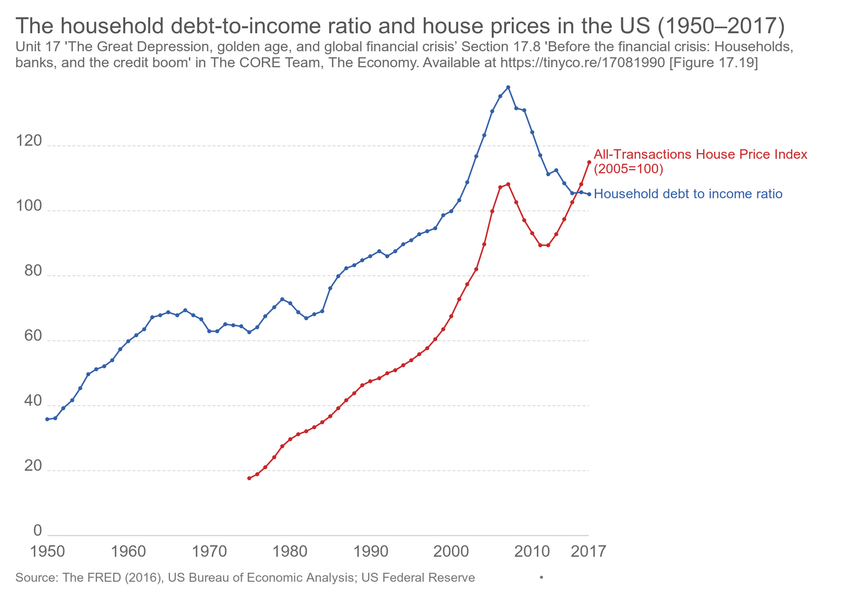 The household debt-to-income ratio and house prices in the US (1950–2017)
Unit 17 'The Great Depression, golden age, and global financial crisis’ Section 17.8 'Before the financial crisis: Households,
banks, and the credit boom' in The CORE Team, The Economy. Available at https://tinyco.re/17081990 [Figure 17.19]
120
100
80
60
40
20
0
All-Transactions House Price Index
(2005=100)
Household debt to income ratio
1950 1960 1970 1980 1990 2000 2010 2017
Source: The FRED (2016), US Bureau of Economic Analysis; US Federal Reserve •